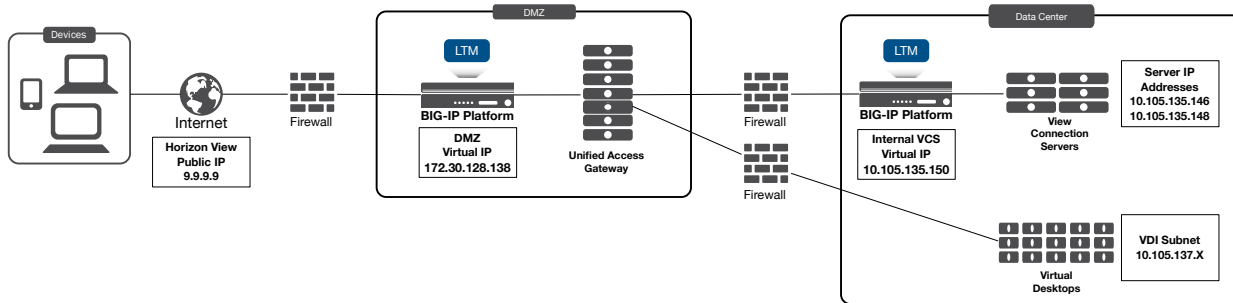 DMZ
Data Center
Devices
LTM
LTM
Internet
Firewall
BIG-IP Platform
Horizon View
Public IP
9.9.9.9
DMZ
Virtual IP
172.30.128.138
Unified Access
Gateway
Firewall
Firewall
BIG-IP Platform
Internal VCS
Virtual IP
10.105.135.150
View
Connection
Servers
Server IP
Addresses
10.105.135.146
10.105.135.148
Virtual
Desktops
VDI Subnet
10.105.137.X